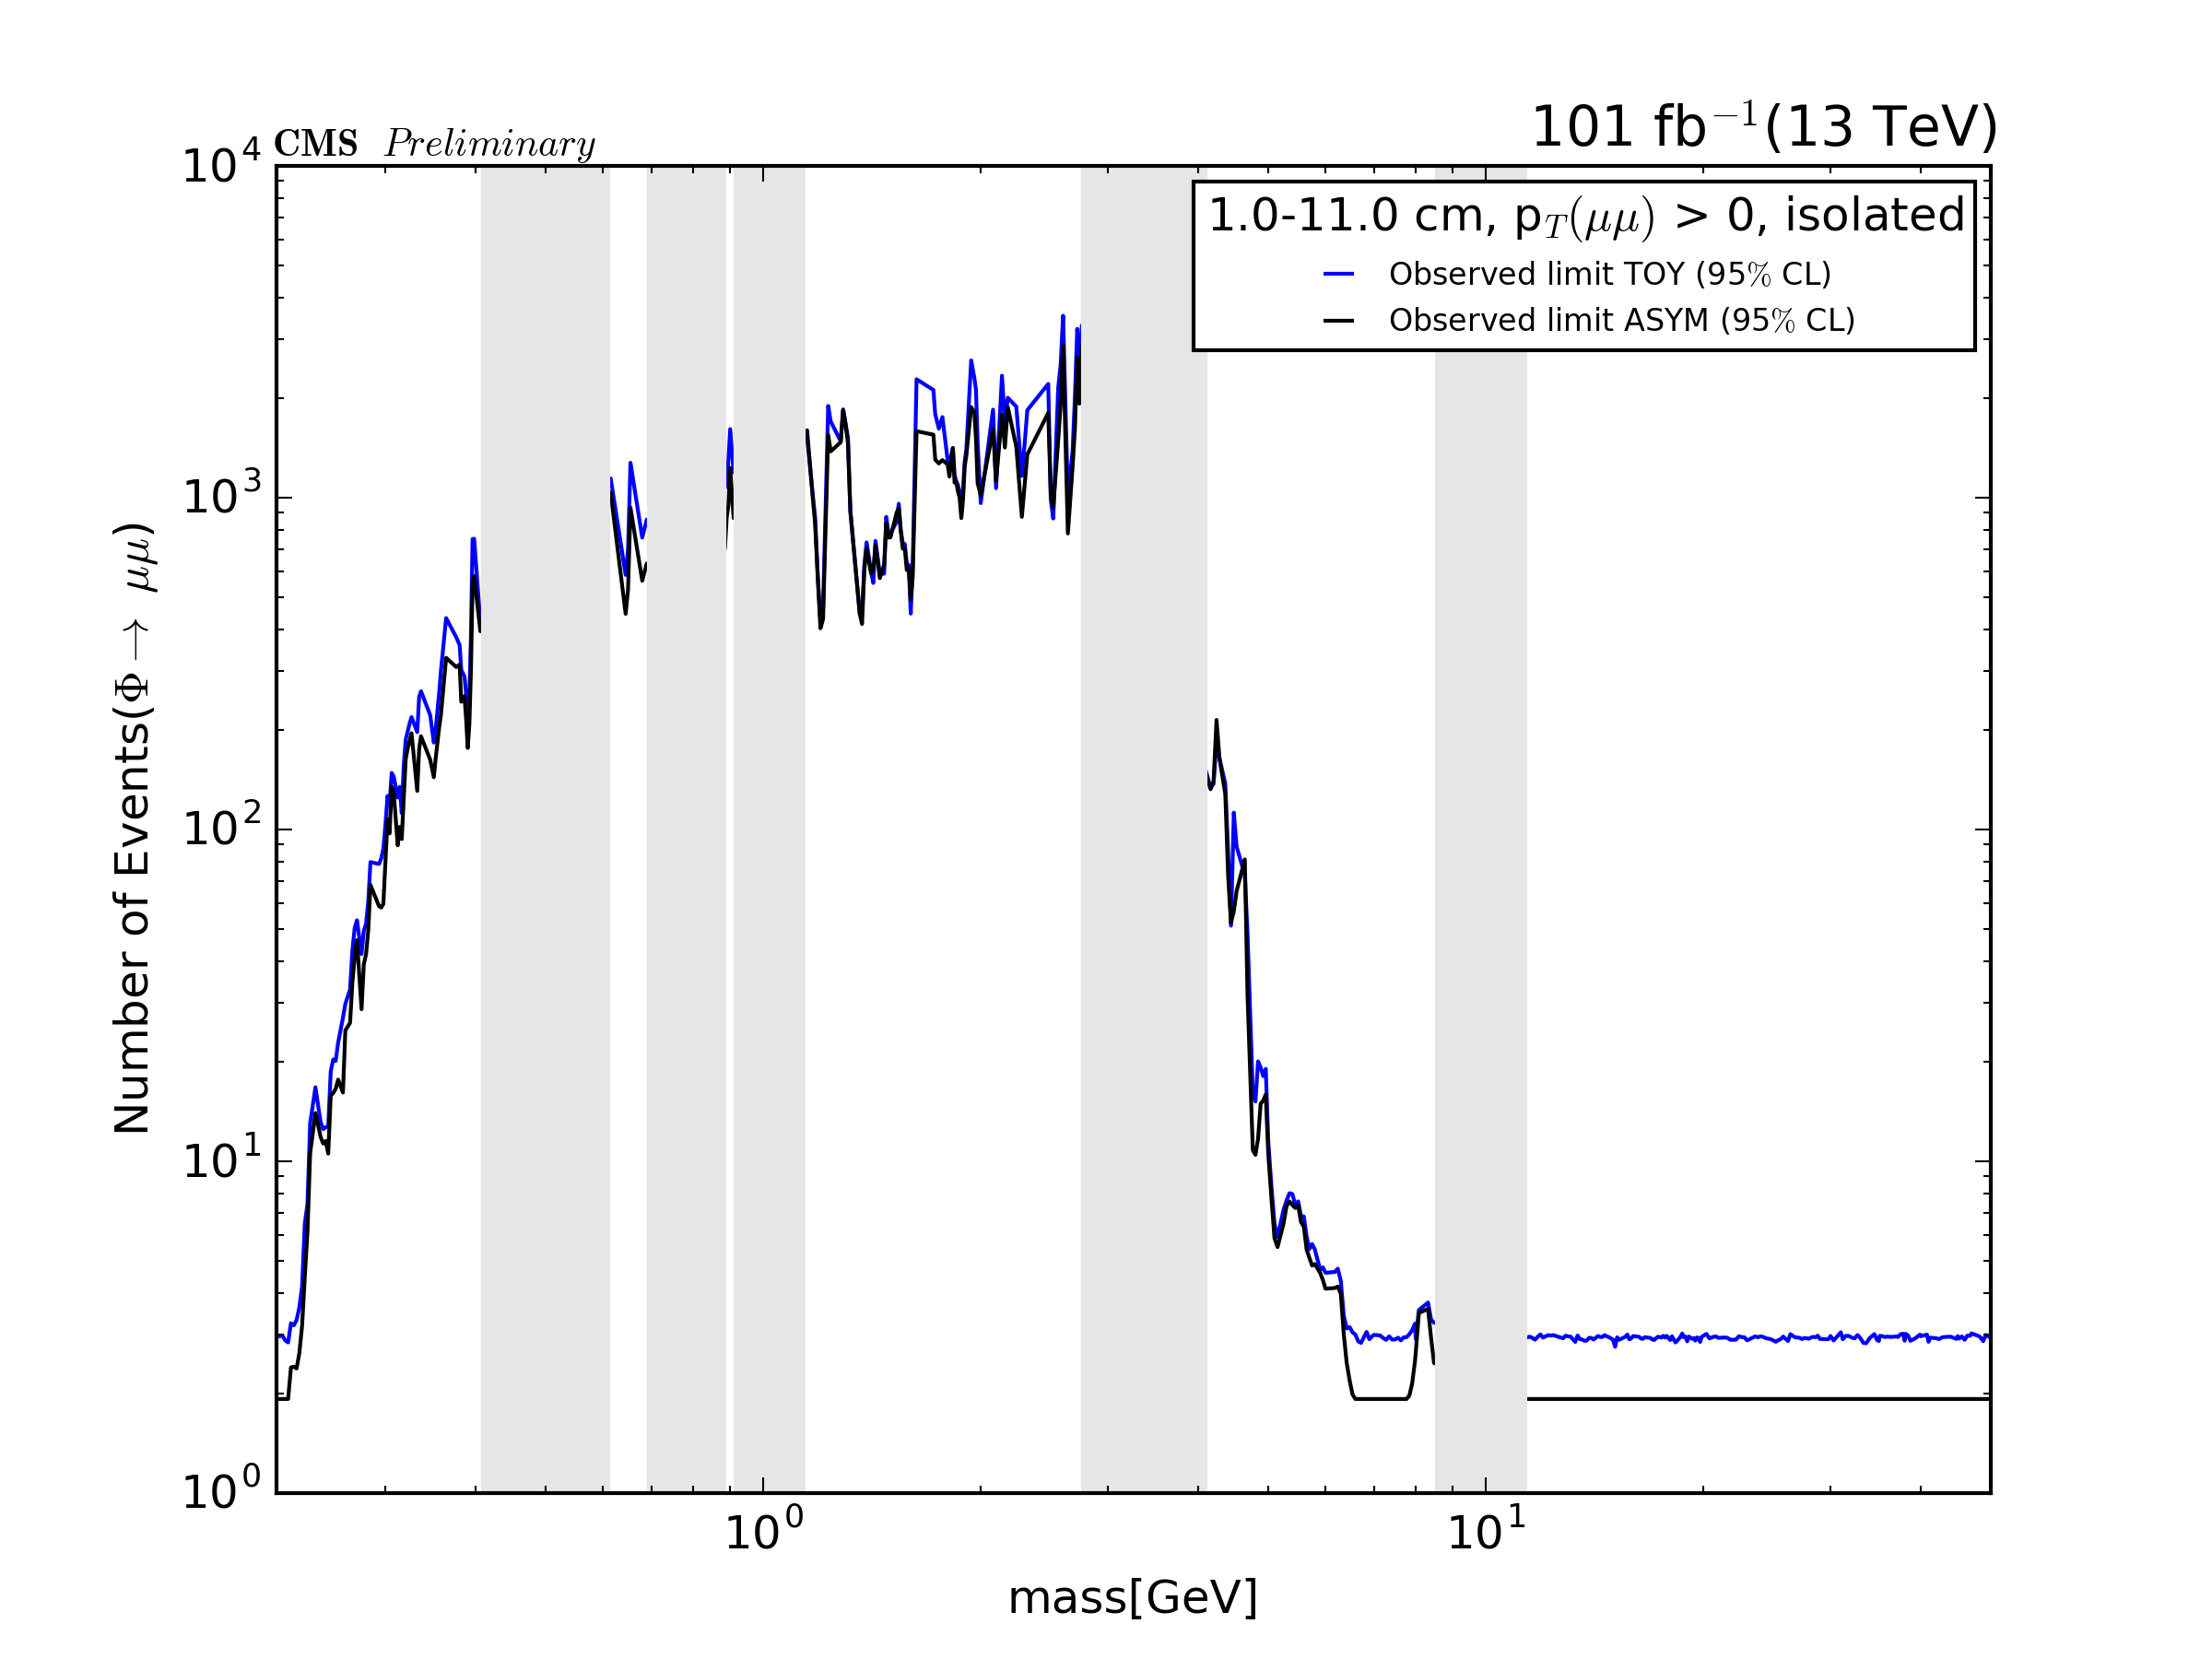 CMS Preliminary
101 fb⁻¹(13 TeV)
1.0-11.0 cm, p_T(μμ) > 0, isolated
Observed limit TOY (95% CL)
Observed limit ASYM (95% CL)
Number of Events(Φ → μμ)
10⁴
10³
10²
10¹
10⁰
10⁰ 10¹
mass[GeV]